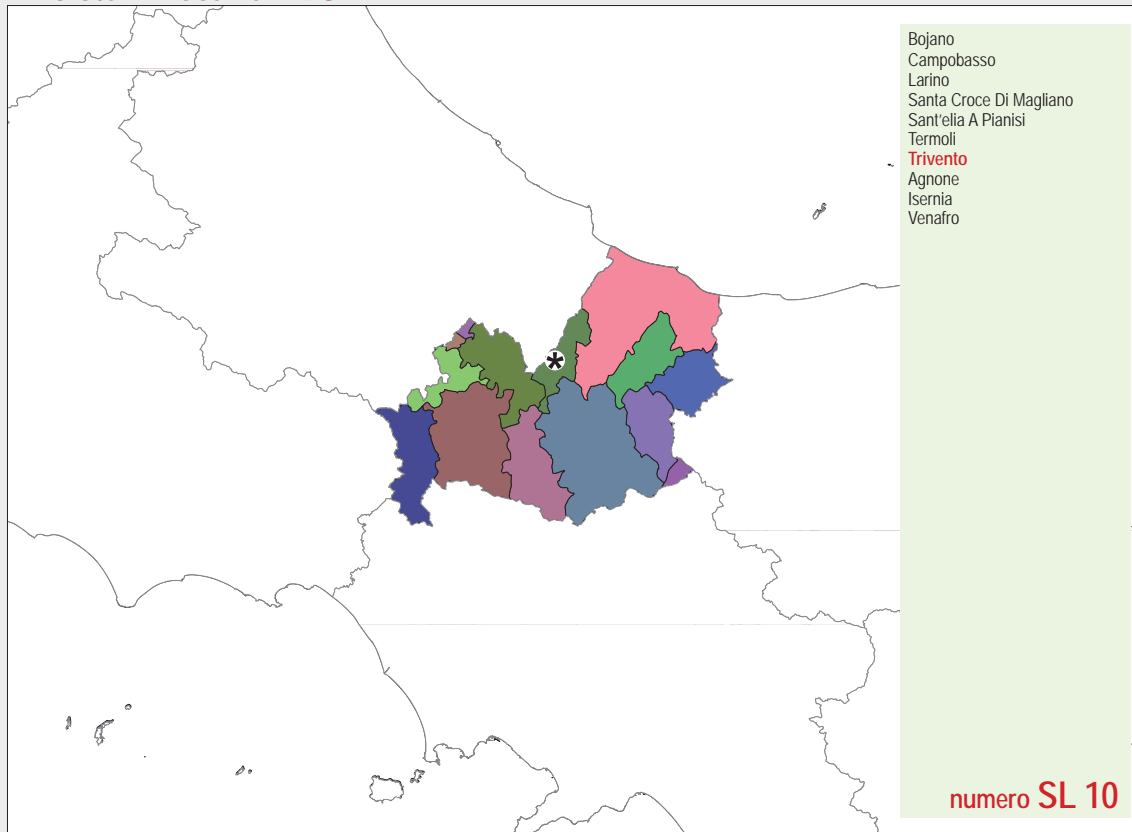 Bojano
Campobasso
Larino
Santa Croce Di Magliano
Sant'elia A Pianisi
Termoli
Trivento
Agnone
Isernia
Venafro
*
numero SL 10